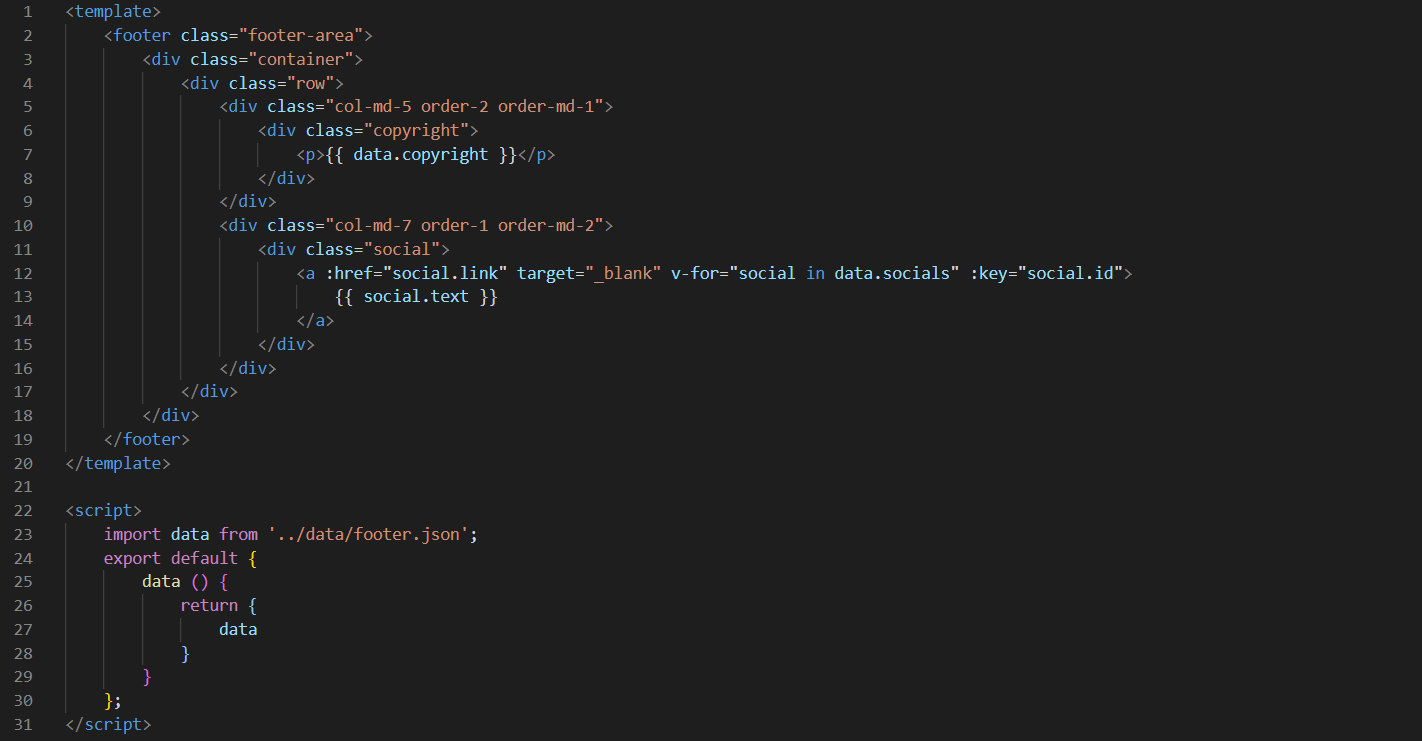 1 <template>
2     <footer class="footer-area">
3         <div class="container">
4             <div class="row">
5                 <div class="col-md-5 order-2 order-md-1">
6                     <div class="copyright">
7                         <p>{{ data.copyright }}</p>
8                     </div>
9                 </div>
10                 <div class="col-md-7 order-1 order-md-2">
11                     <div class="social">
12                         <a :href="social.link" target="_blank" v-for="social in data.socials" :key="social.id">
13                             {{ social.text }}
14                         </a>
15                     </div>
16                 </div>
17             </div>
18         </div>
19     </footer>
20 </template>
21
22 <script>
23     import data from '../data/footer.json';
24     export default {
25         data () {
26             return {
27                 data
28             }
29         }
30     };
31 </script>